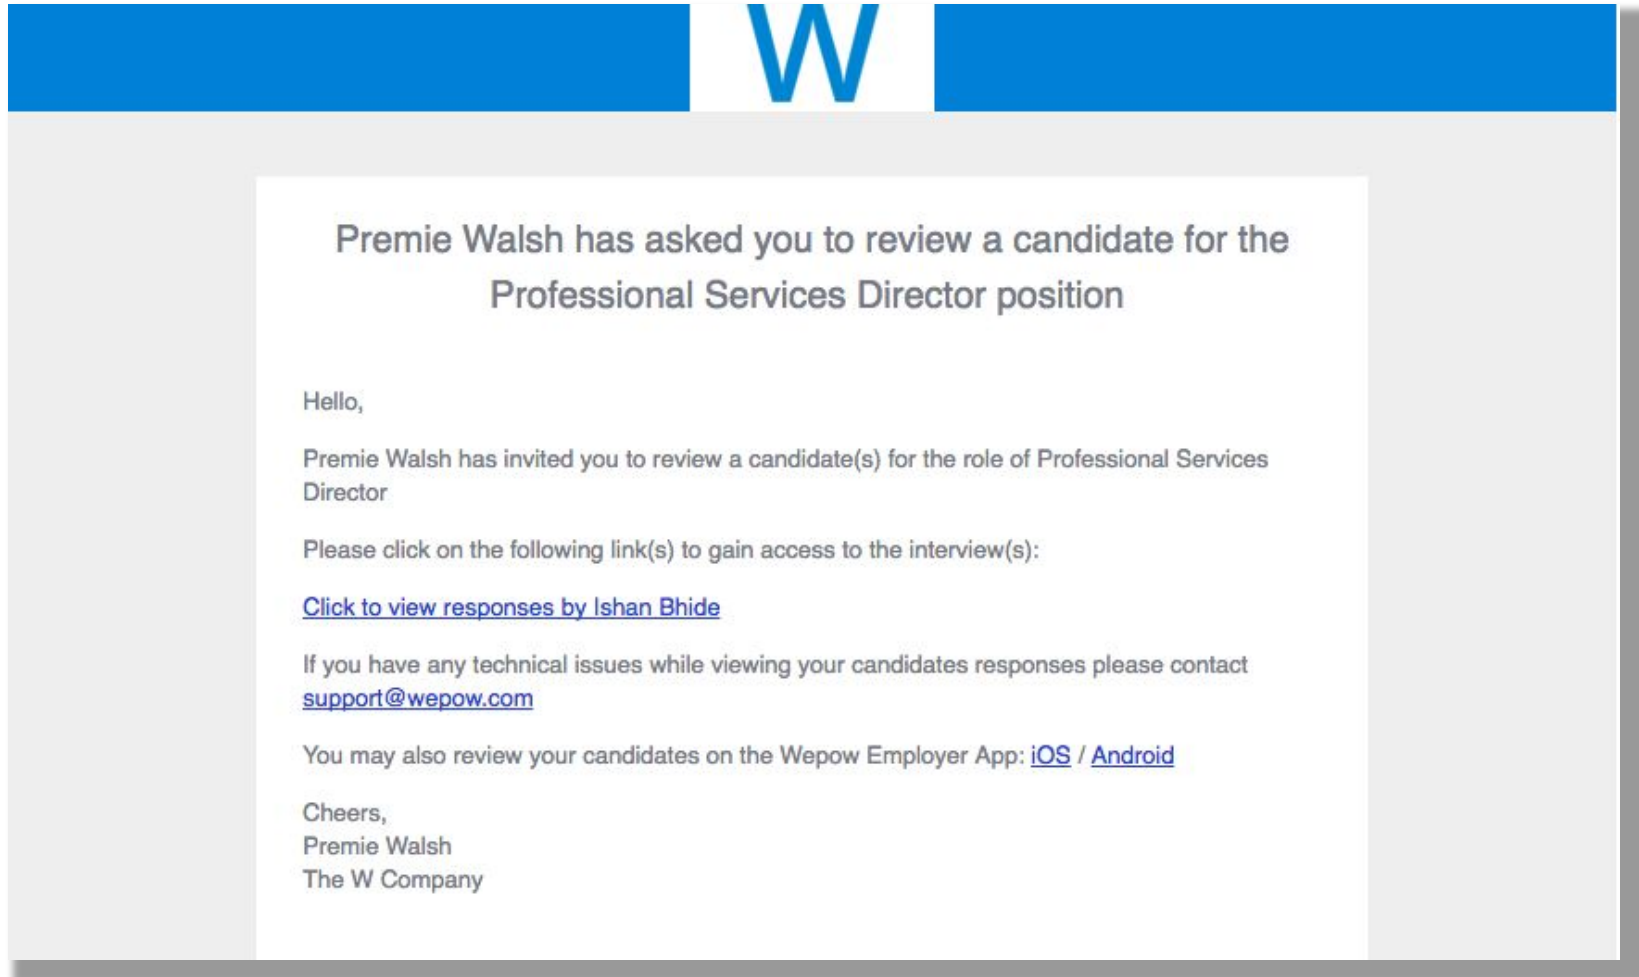 W
Premie Walsh has asked you to review a candidate for the
Professional Services Director position
Hello,
Premie Walsh has invited you to review a candidate(s) for the role of Professional Services
Director
Please click on the following link(s) to gain access to the interview(s):
Click to view responses by Ishan Bhide
If you have any technical issues while viewing your candidates responses please contact
support@wepow.com
You may also review your candidates on the Wepow Employer App: iOS / Android
Cheers,
Premie Walsh
The W Company